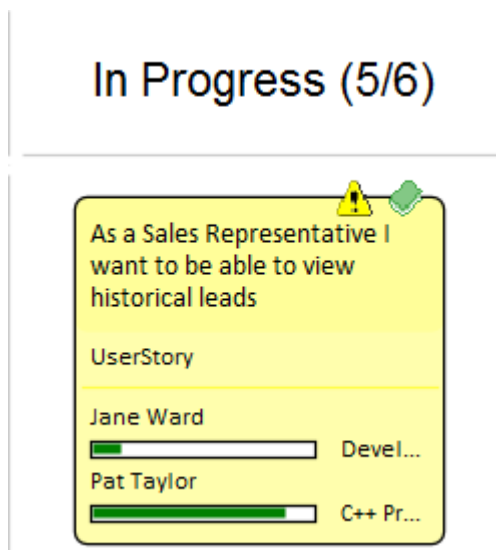 In Progress (5/6)
As a Sales Representative I
want to be able to view
historical leads
UserStory
Jane Ward
Devel...
Pat Taylor
C++ Pr...